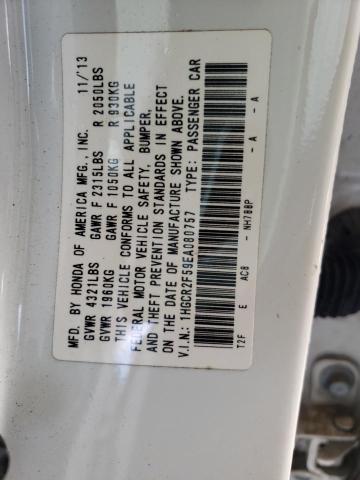 MFD. BY HONDA OF AMERICA MFG., INC. 11/'13
GVWR 4321LBS GAWR F 2315LBS R 2050LBS
GVWR 1960KG GAWR F 1050KG R 930KG
THIS VEHICLE CONFORMS TO ALL APPLICABLE
FEDERAL MOTOR VEHICLE SAFETY, BUMPER,
AND THEFT PREVENTION STANDARDS IN EFFECT
ON THE DATE OF MANUFACTURE SHOWN ABOVE.
V.I.N.: 1HGCR2F59EA080757 TYPE: PASSENGER CAR
T2F E AC8 - NH788P - A - A